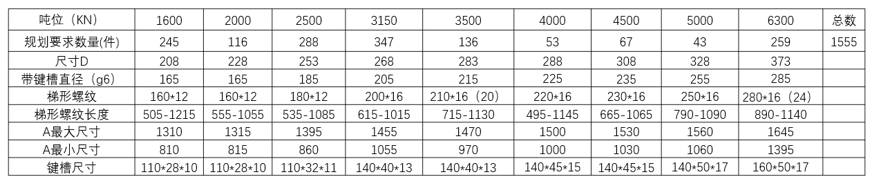 吨位（KN） 1600 2000 2500 3150 3500 4000 4500 5000 6300 总数
规划要求数量(件) 245 116 288 347 136 53 67 43 259 1555
尺寸D 208 228 253 268 283 288 308 328 373
带键槽直径（g6） 165 165 185 205 215 225 235 255 285
梯形螺纹 160*12 160*12 180*12 200*16 210*16（20） 220*16 230*16 250*16 280*16（24）
梯形螺纹长度 505-1215 555-1055 535-1085 615-1015 715-1130 495-1145 665-1065 790-1090 890-1140
A最大尺寸 1310 1315 1395 1455 1470 1500 1530 1560 1645
A最小尺寸 810 815 860 1055 970 1000 1030 1060 1395
键槽尺寸 110*28*10 110*28*10 110*32*11 140*40*13 140*40*13 140*45*15 140*45*15 140*50*17 160*50*17